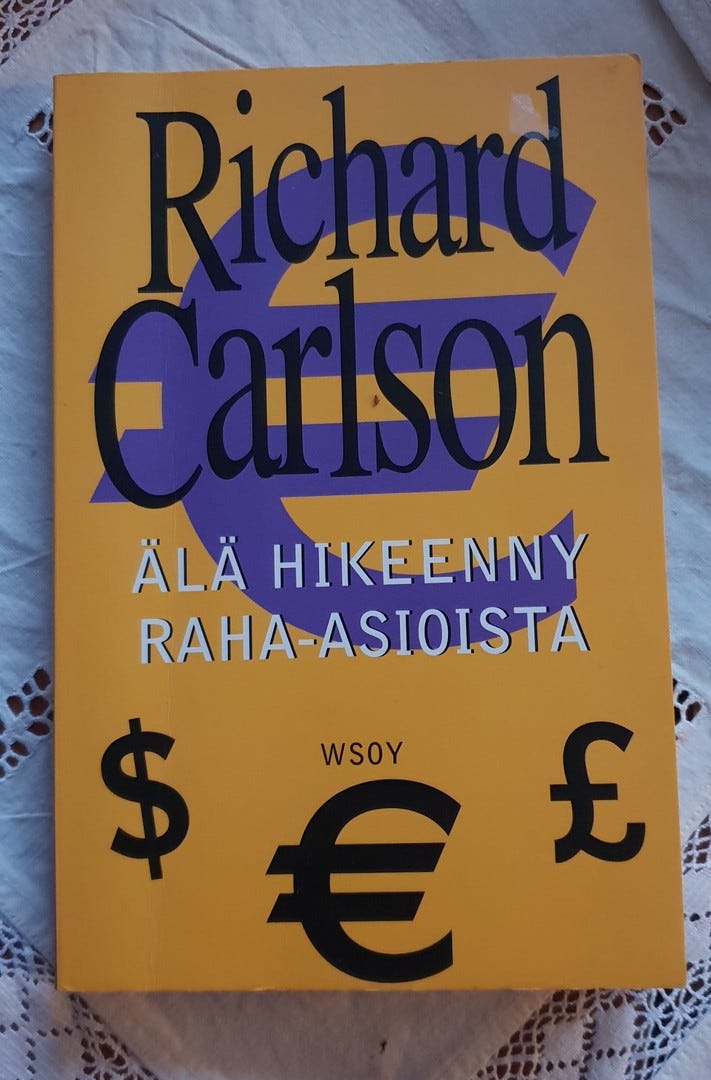 Richard
Carlson
ÄLÄ HIKEENNY
RAHA-ASIOISTA
WSOY
$ € £